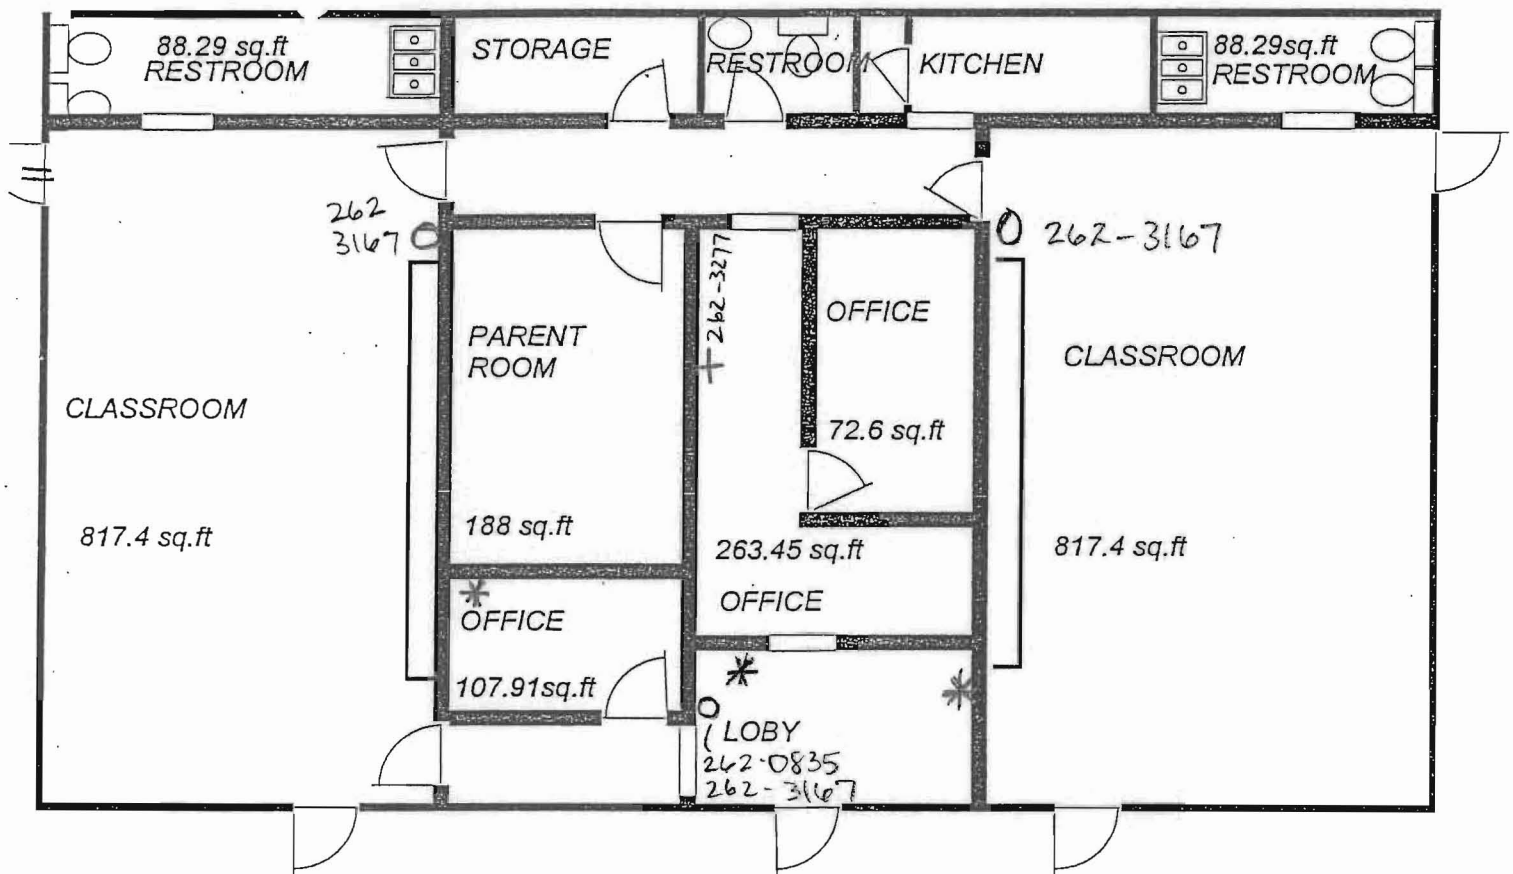 88.29 sq.ft
RESTROOM
STORAGE
RESTROOM
KITCHEN
88.29sq.ft
RESTROOM
262
3167
262-3277
262-3167
OFFICE
PARENT
ROOM
CLASSROOM
CLASSROOM
72.6 sq.ft
188 sq.ft
817.4 sq.ft
263.45 sq.ft
817.4 sq.ft
OFFICE
OFFICE
107.91sq.ft
LOBY
262-0835
262-3167